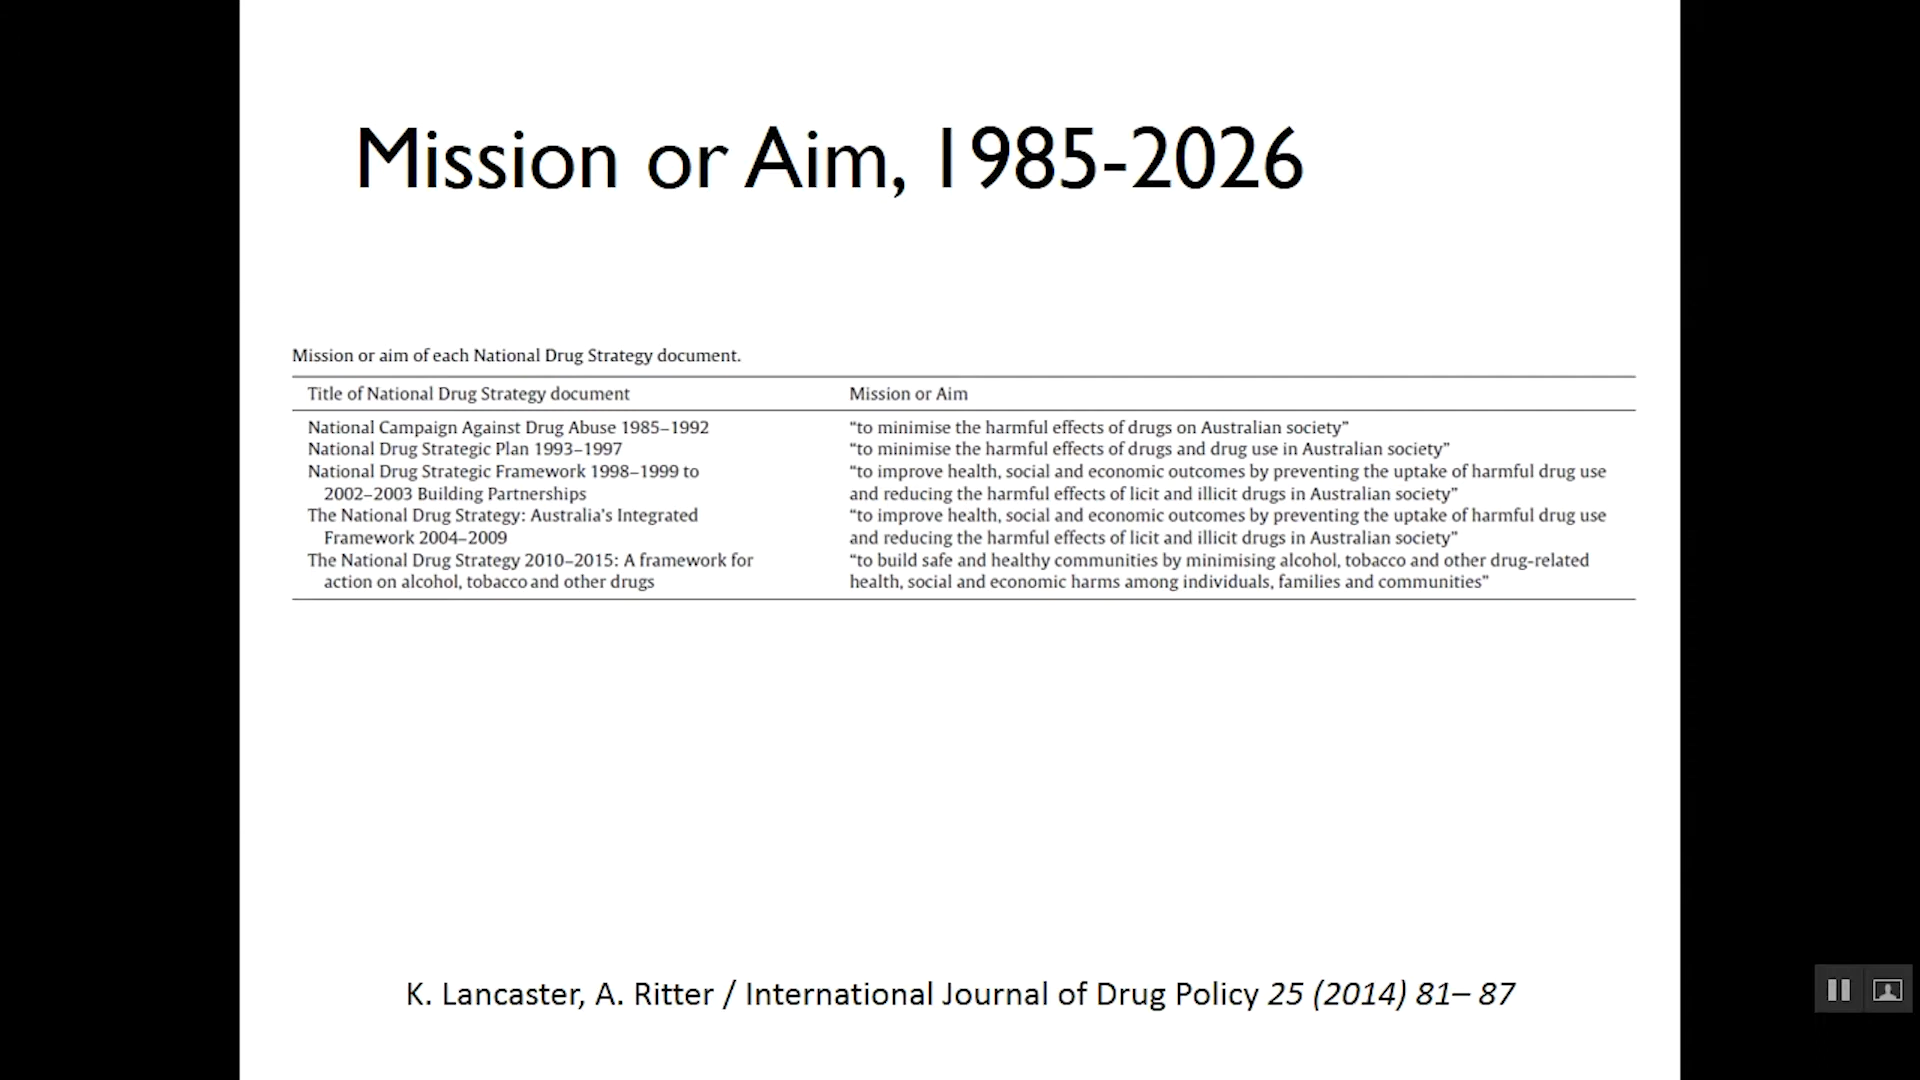 Mission or Aim, 1985-2026
Mission or aim of each National Drug Strategy document.
Title of National Drug Strategy document Mission or Aim
National Campaign Against Drug Abuse 1985–1992 “to minimise the harmful effects of drugs on Australian society”
National Drug Strategic Plan 1993–1997 “to minimise the harmful effects of drugs and drug use in Australian society”
National Drug Strategic Framework 1998–1999 to “to improve health, social and economic outcomes by preventing the uptake of harmful drug use
2002–2003 Building Partnerships and reducing the harmful effects of licit and illicit drugs in Australian society”
The National Drug Strategy: Australia's Integrated “to improve health, social and economic outcomes by preventing the uptake of harmful drug use
Framework 2004–2009 and reducing the harmful effects of licit and illicit drugs in Australian society”
The National Drug Strategy 2010–2015: A framework for “to build safe and healthy communities by minimising alcohol, tobacco and other drug-related
action on alcohol, tobacco and other drugs health, social and economic harms among individuals, families and communities”
K. Lancaster, A. Ritter / International Journal of Drug Policy 25 (2014) 81– 87